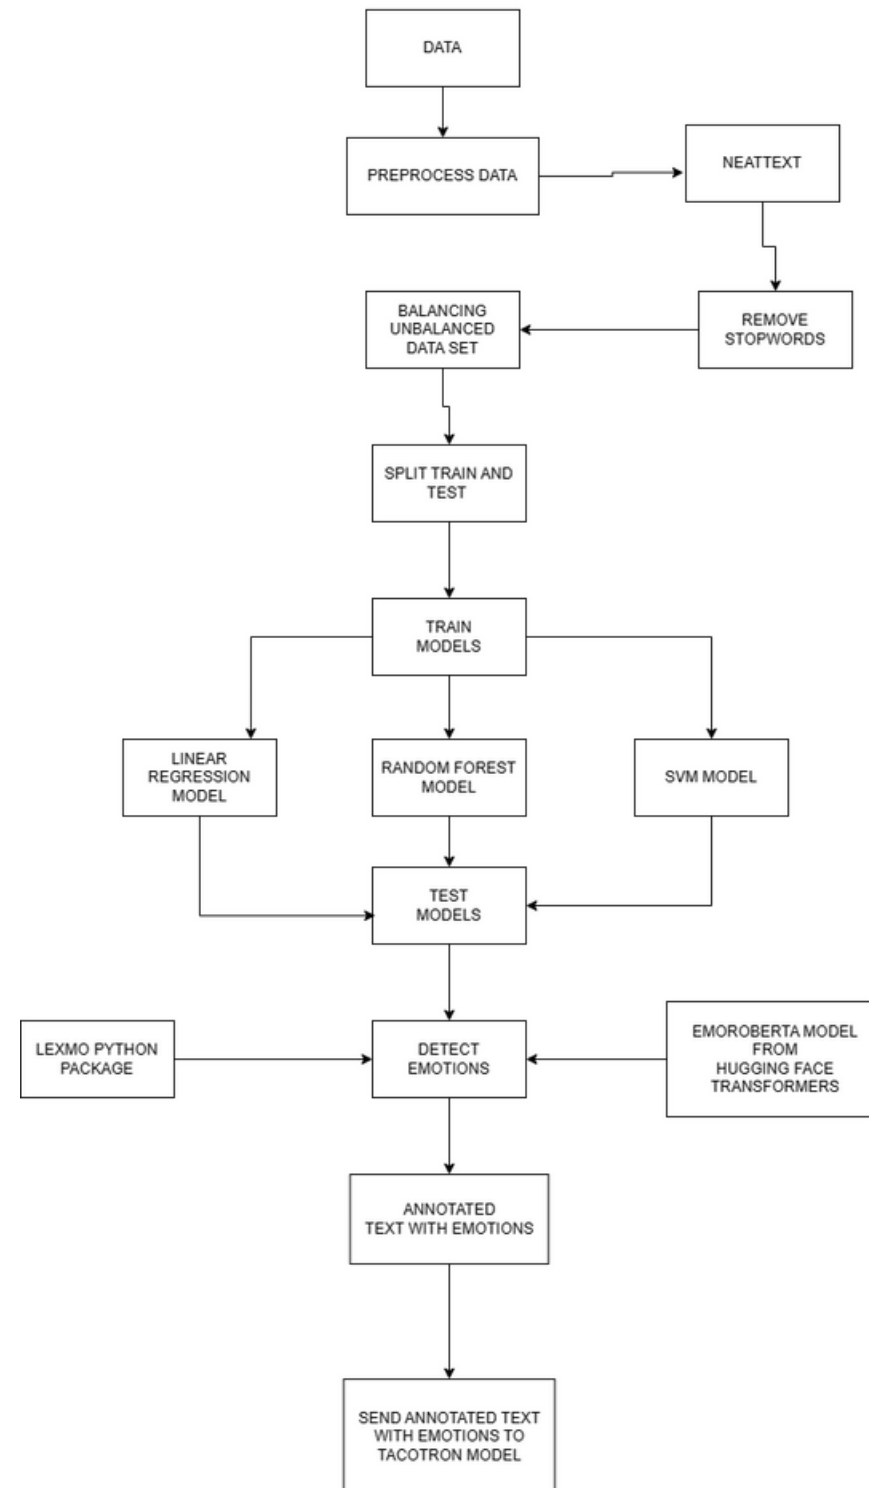 DATA
PREPROCESS DATA
NEATTEXT
BALANCING
UNBALANCED
DATA SET
REMOVE
STOPWORDS
SPLIT TRAIN AND
TEST
TRAIN
MODELS
LINEAR
REGRESSION
MODEL
RANDOM FOREST
MODEL
SVM MODEL
TEST
MODELS
LEXMO PYTHON
PACKAGE
DETECT
EMOTIONS
EMOROBERTA MODEL
FROM
HUGGING FACE
TRANSFORMERS
ANNOTATED
TEXT WITH EMOTIONS
SEND ANNOTATED TEXT
WITH EMOTIONS TO
TACOTRON MODEL